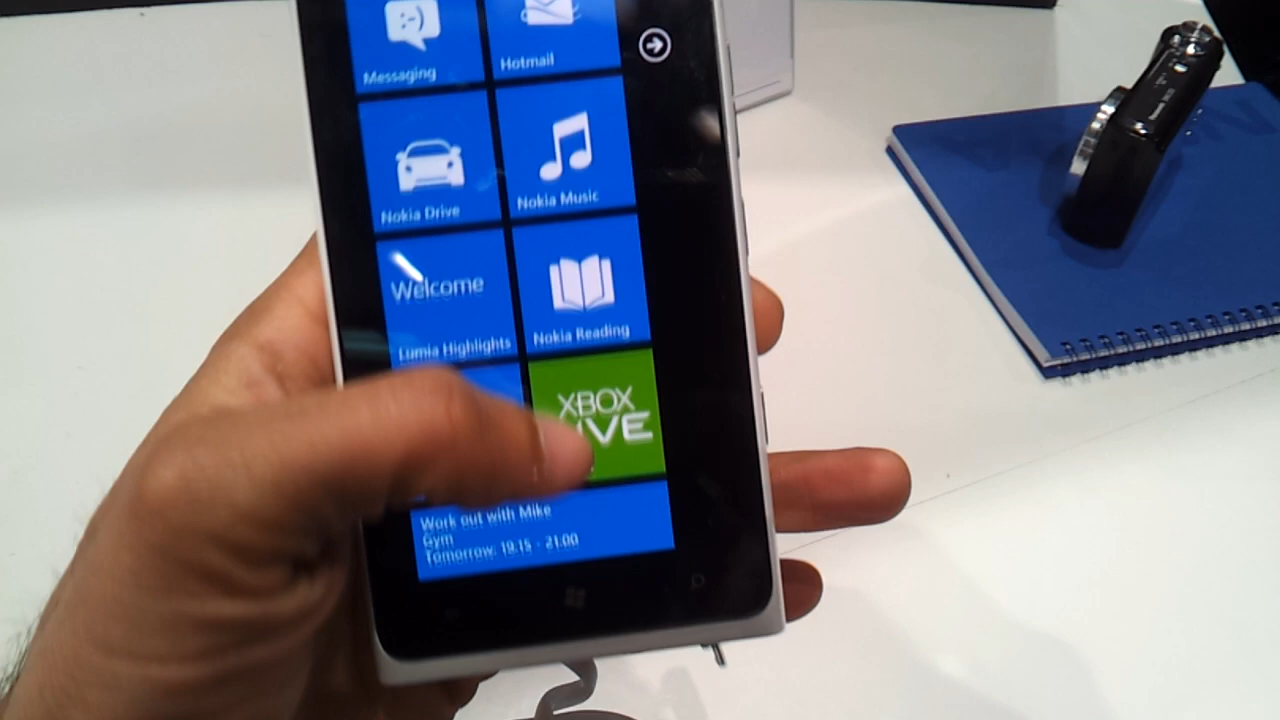 Messaging
Hotmail
Nokia Drive
Nokia Music
Welcome
Lumia Highlights
Nokia Reading
XBOX
Work out with Mike
Gym
Tomorrow: 19:15 - 21:00